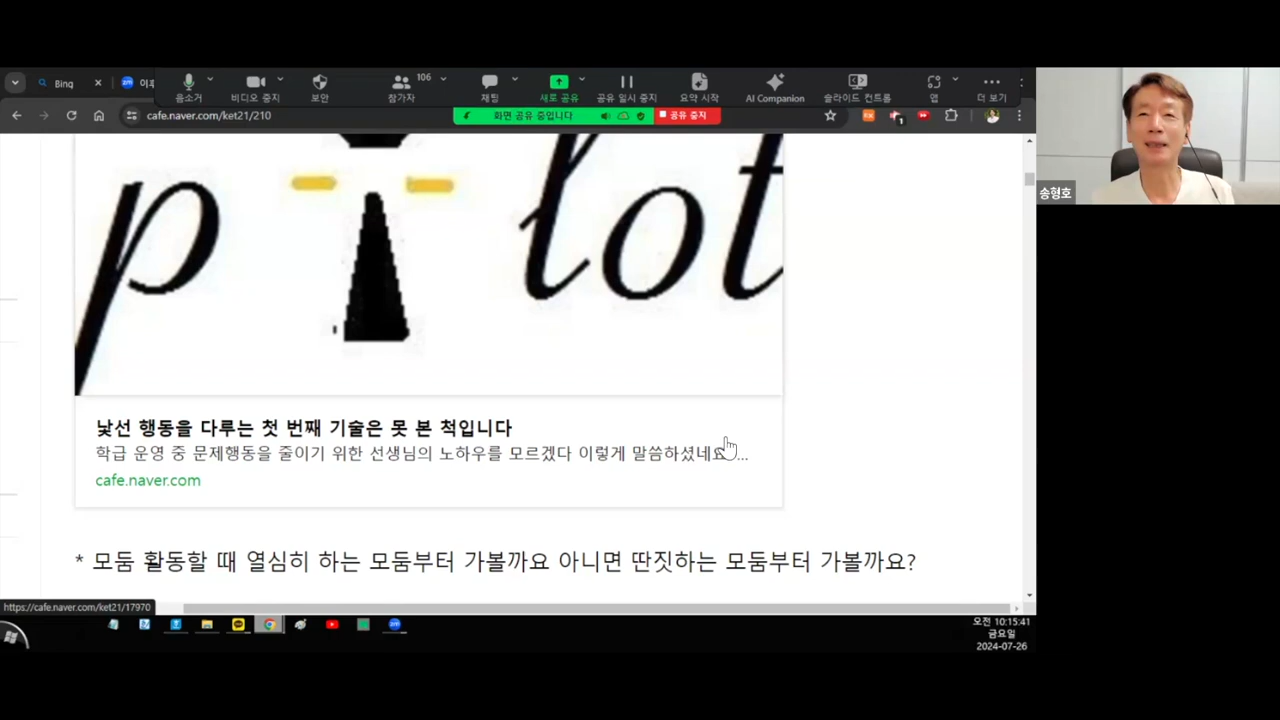 Bing
이
106
음소거
비디오 중지
보안
참가자
채팅
새로 공유
공유 일시 중지
요약 시작
AI Companion
슬라이드 컨트롤
앱
더 보기
cafe.naver.com/ket21/210
화면 공유 중입니다
공유 중지
송형호
p lot
낯선 행동을 다루는 첫 번째 기술은 못 본 척입니다
학급 운영 중 문제행동을 줄이기 위한 선생님의 노하우를 모르겠다 이렇게 말씀하셨네요...
cafe.naver.com
* 모둠 활동할 때 열심히 하는 모둠부터 가볼까요 아니면 딴짓하는 모둠부터 가볼까요?
https://cafe.naver.com/ket21/17970
오전 10:15:41
금요일
2024-07-26